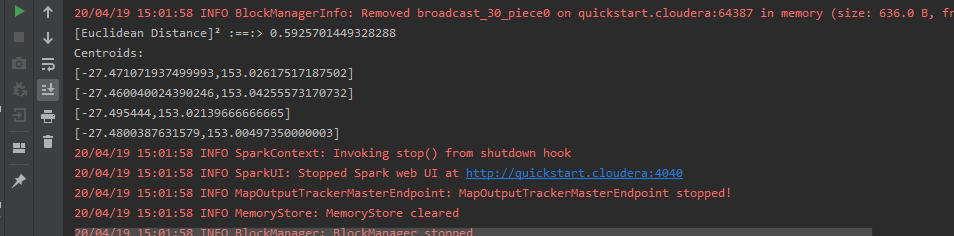 20/04/19 15:01:58 INFO BlockManagerInfo: Removed broadcast_30_piece0 on quickstart.cloudera:64387 in memory (size: 636.0 B, fr
[Euclidean Distance]² :==:> 0.5925701449328288
Centroids:
[-27.471071937499993,153.02617517187502]
[-27.460040024390246,153.04255573170732]
[-27.495444,153.02139666666665]
[-27.4800387631579,153.00497350000003]
20/04/19 15:01:58 INFO SparkContext: Invoking stop() from shutdown hook
20/04/19 15:01:58 INFO SparkUI: Stopped Spark web UI at http://quickstart.cloudera:4040
20/04/19 15:01:58 INFO MapOutputTrackerMasterEndpoint: MapOutputTrackerMasterEndpoint stopped!
20/04/19 15:01:58 INFO MemoryStore: MemoryStore cleared
20/04/19 15:01:58 INFO BlockManager: BlockManager stopped